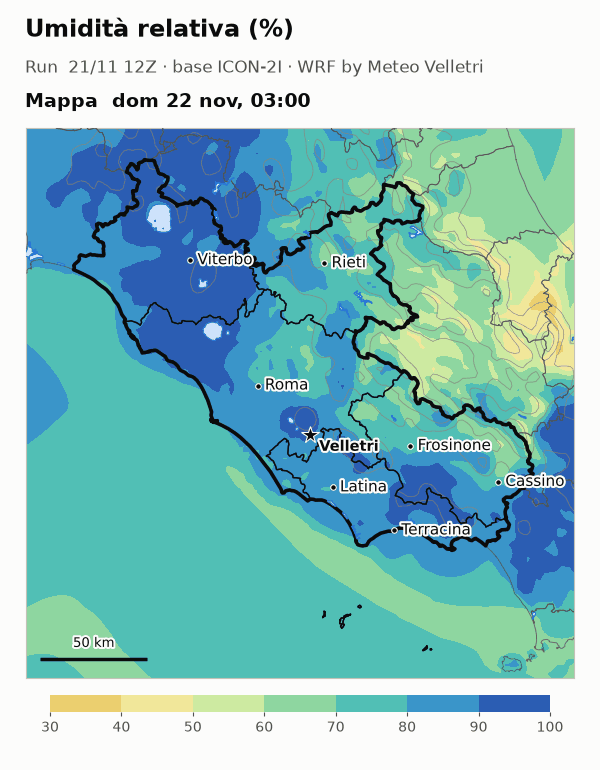 Umidità relativa (%)
Run  21/11 12Z · base ICON-2I · WRF by Meteo Velletri
Mappa  dom 22 nov, 03:00
Viterbo
Rieti
Roma
Velletri
Frosinone
Latina
Cassino
Terracina
50 km
30 40 50 60 70 80 90 100